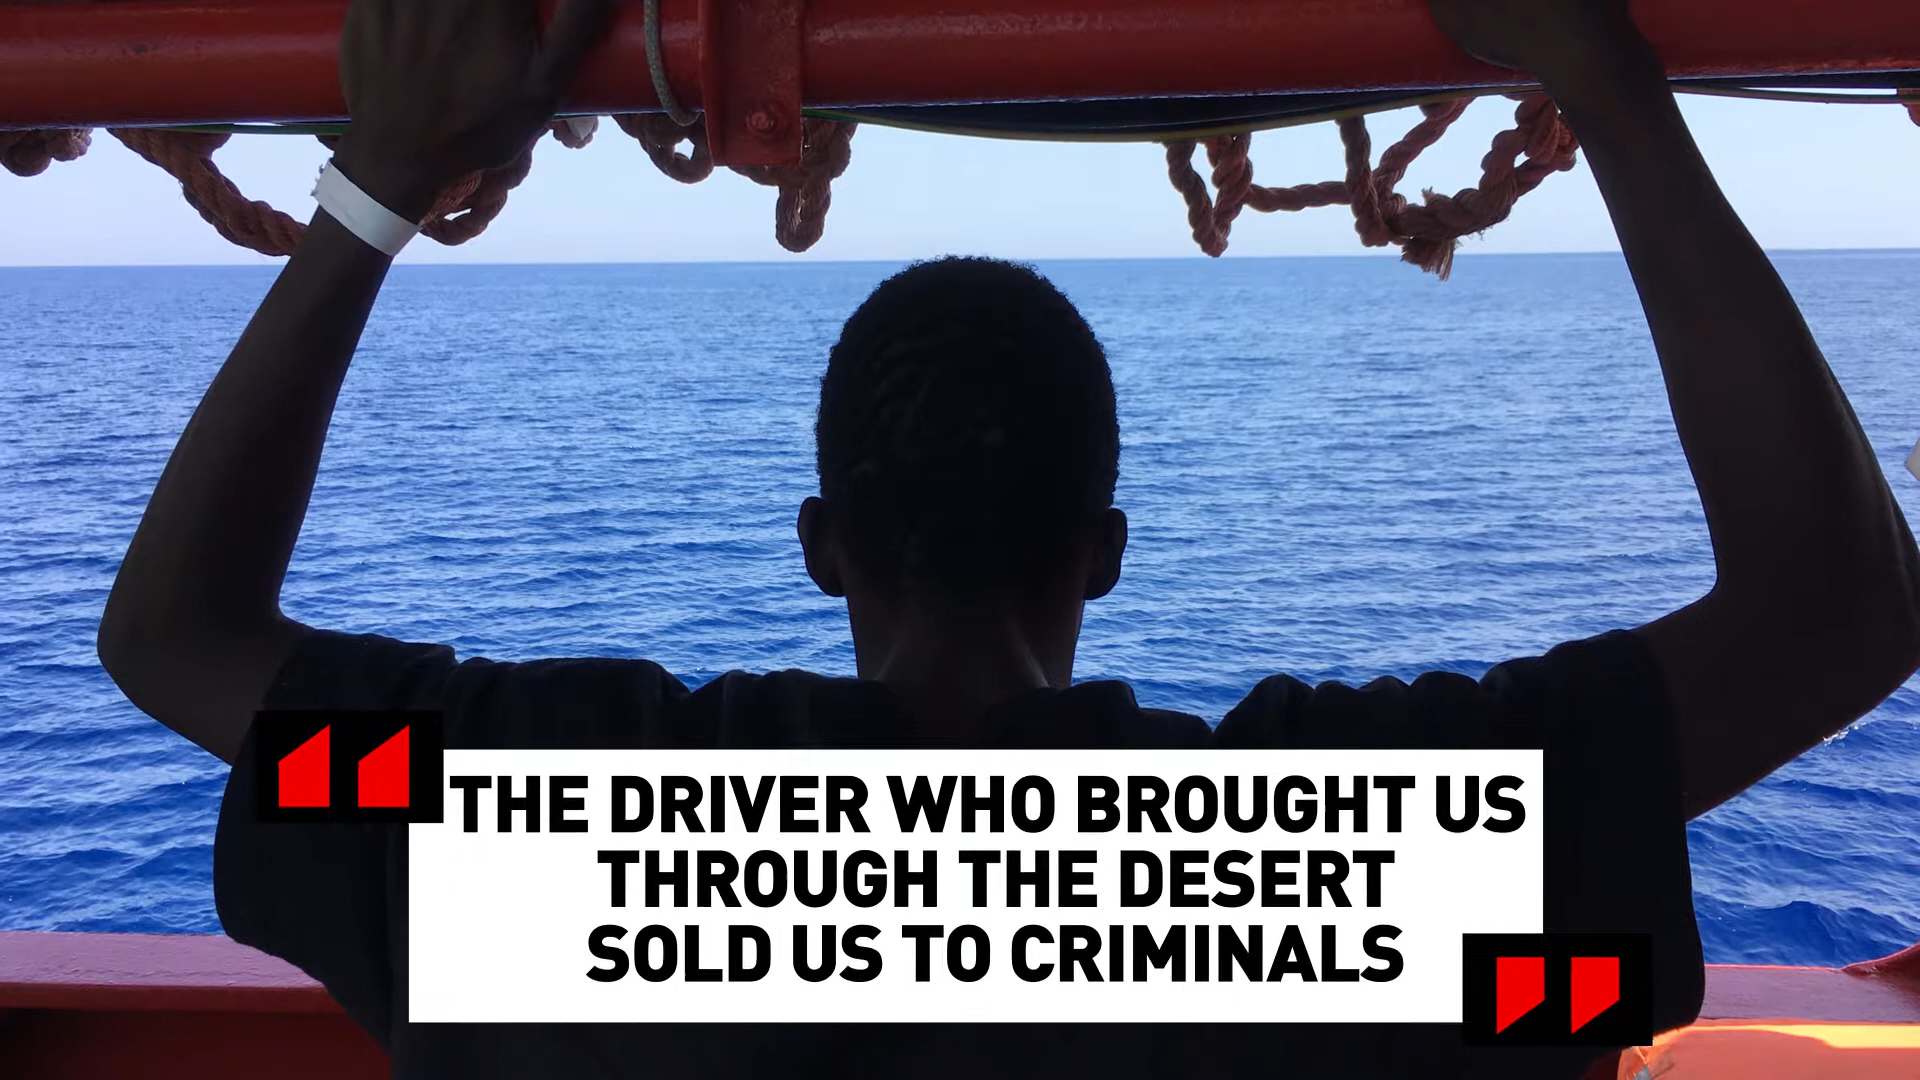 THE DRIVER WHO BROUGHT US
THROUGH THE DESERT
SOLD US TO CRIMINALS